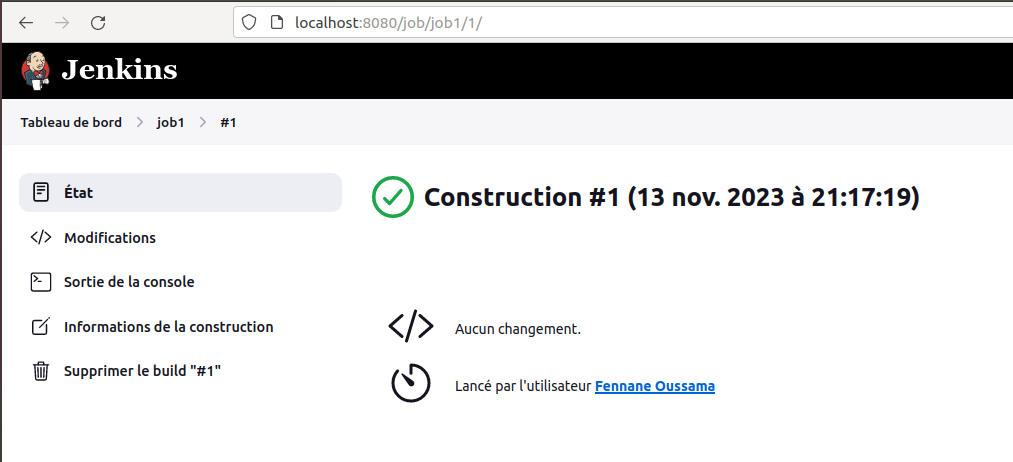 localhost:8080/job/job1/1/
Jenkins
Tableau de bord > job1 > #1
État
Modifications
Sortie de la console
Informations de la construction
Supprimer le build "#1"
Construction #1 (13 nov. 2023 à 21:17:19)
Aucun changement.
Lancé par l'utilisateur Fennane Oussama